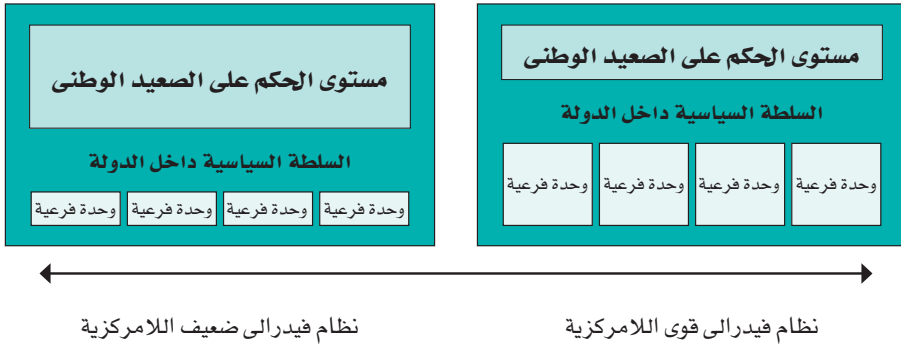 مستوى الحكم على الصعيد الوطنى
السلطة السياسية داخل الدولة
وحدة فرعية
وحدة فرعية
وحدة فرعية
وحدة فرعية
نظام فيدرالى قوى اللامركزية
مستوى الحكم على الصعيد الوطنى
السلطة السياسية داخل الدولة
وحدة فرعية
وحدة فرعية
وحدة فرعية
وحدة فرعية
نظام فيدرالى ضعيف اللامركزية